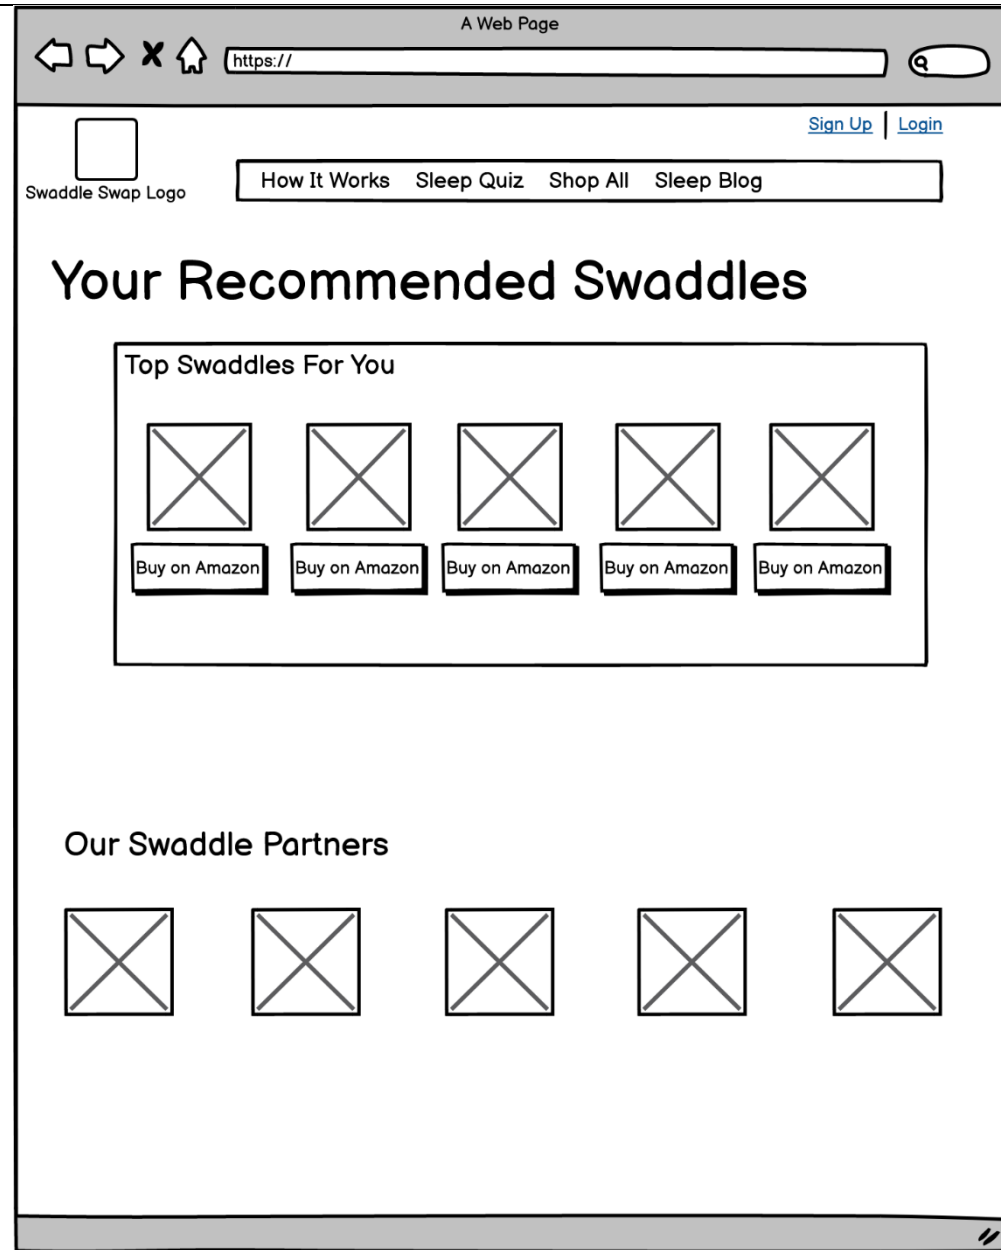 A Web Page
https://
Sign Up Login
Swaddle Swap Logo
How It Works Sleep Quiz Shop All Sleep Blog
Your Recommended Swaddles
Top Swaddles For You
Buy on Amazon Buy on Amazon Buy on Amazon Buy on Amazon Buy on Amazon
Our Swaddle Partners